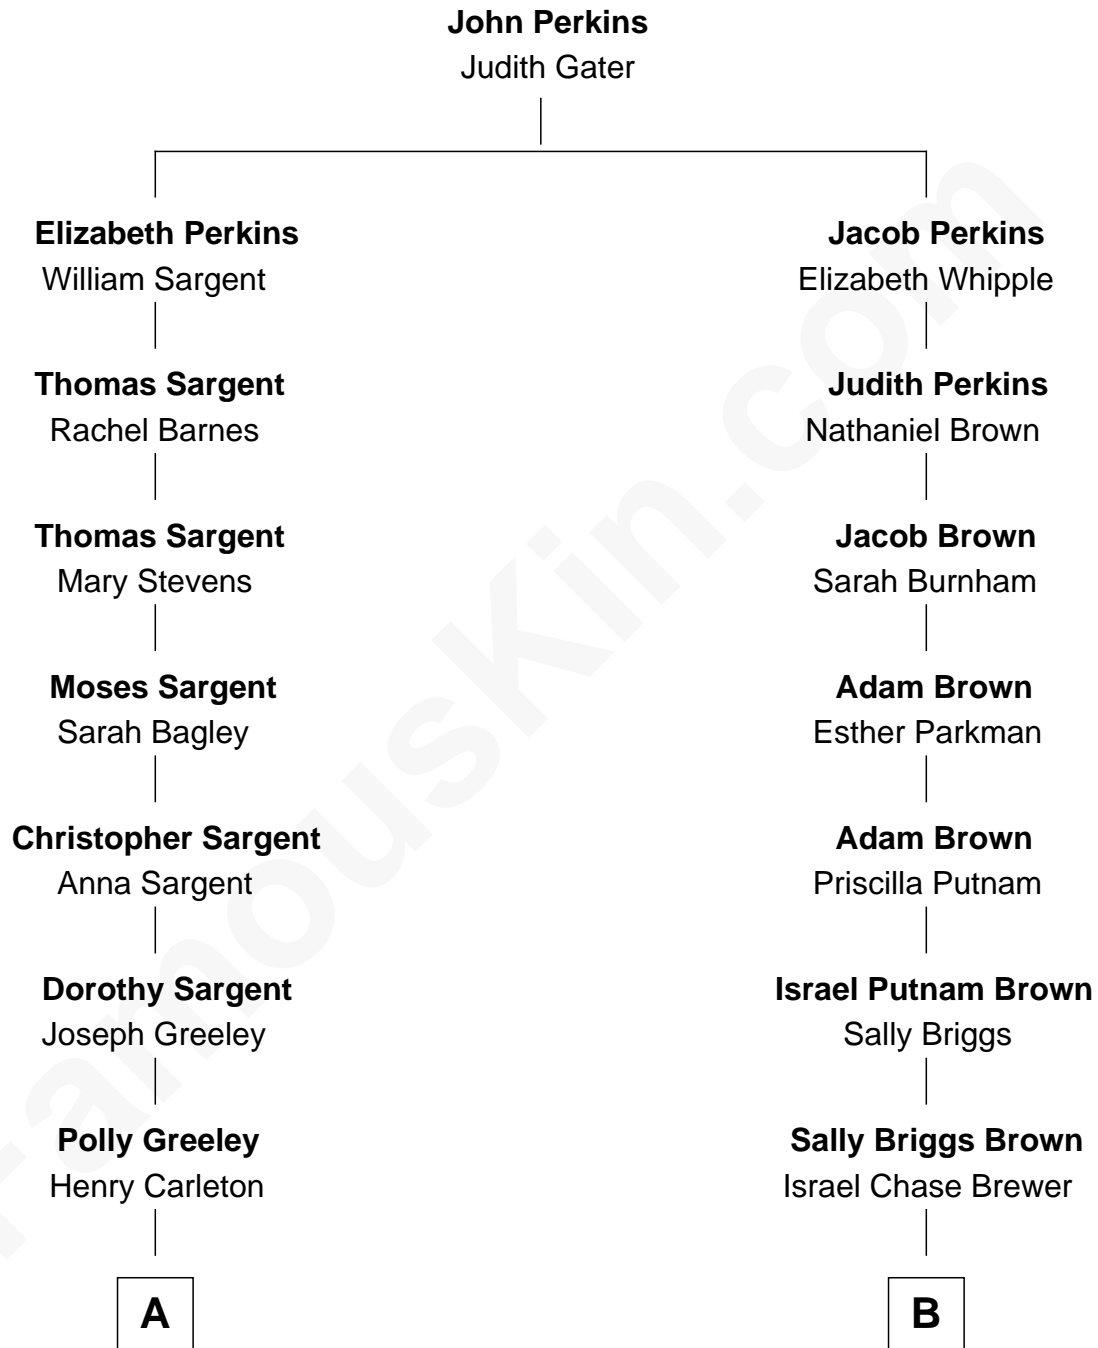 John Perkins
Judith Gater
Elizabeth Perkins
William Sargent
Jacob Perkins
Elizabeth Whipple
Thomas Sargent
Rachel Barnes
Judith Perkins
Nathaniel Brown
Thomas Sargent
Mary Stevens
Jacob Brown
Sarah Burnham
Moses Sargent
Sarah Bagley
Adam Brown
Esther Parkman
Christopher Sargent
Anna Sargent
Adam Brown
Priscilla Putnam
Dorothy Sargent
Joseph Greeley
Israel Putnam Brown
Sally Briggs
Polly Greeley
Henry Carleton
Sally Briggs Brown
Israel Chase Brewer
A
B
FamousKin.com